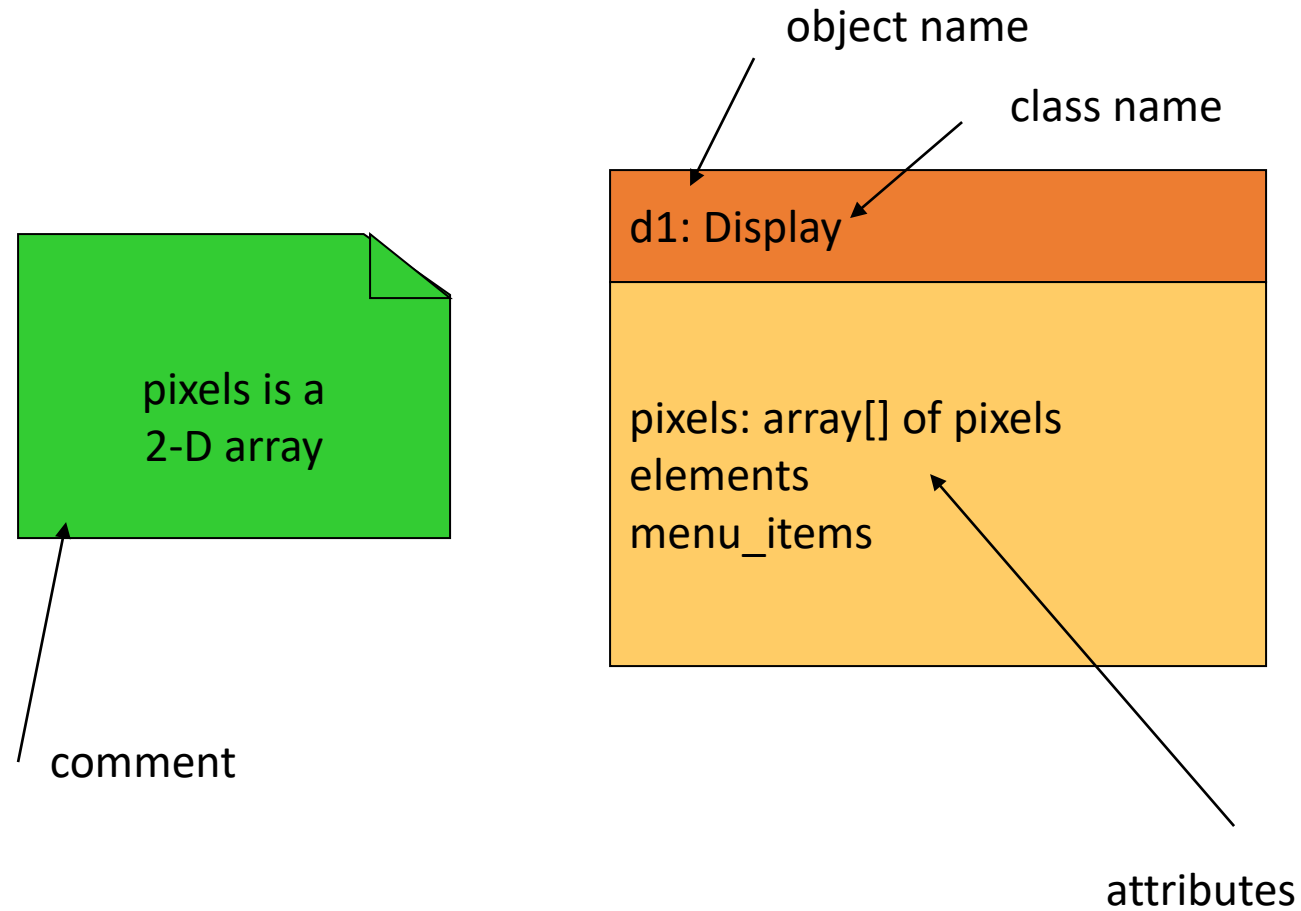 object name
class name
d1: Display
pixels is a
2-D array
pixels: array[] of pixels
elements
menu_items
comment
attributes